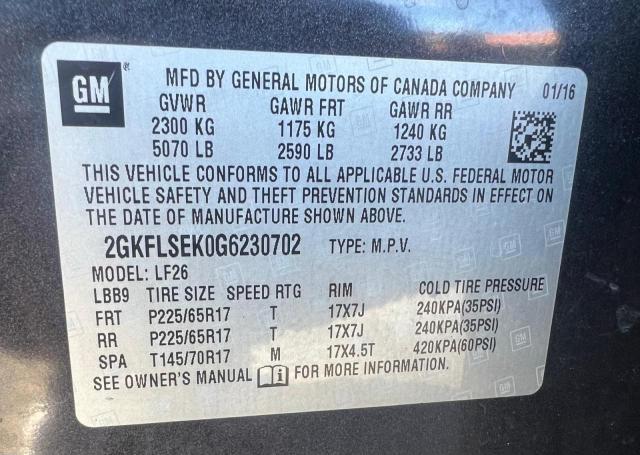 GM ®
MFD BY GENERAL MOTORS OF CANADA COMPANY 01/16
GVWR GAWR FRT GAWR RR
2300 KG 1175 KG 1240 KG
5070 LB 2590 LB 2733 LB
THIS VEHICLE CONFORMS TO ALL APPLICABLE U.S. FEDERAL MOTOR
VEHICLE SAFETY AND THEFT PREVENTION STANDARDS IN EFFECT ON
THE DATE OF MANUFACTURE SHOWN ABOVE.
2GKFLSEK0G6230702 TYPE: M.P.V.
MODEL: LF26
LBB9 TIRE SIZE SPEED RTG RIM COLD TIRE PRESSURE
FRT P225/65R17 T 17X7J 240KPA(35PSI)
RR P225/65R17 T 17X7J 240KPA(35PSI)
SPA T145/70R17 M 17X4.5T 420KPA(60PSI)
SEE OWNER'S MANUAL FOR MORE INFORMATION.